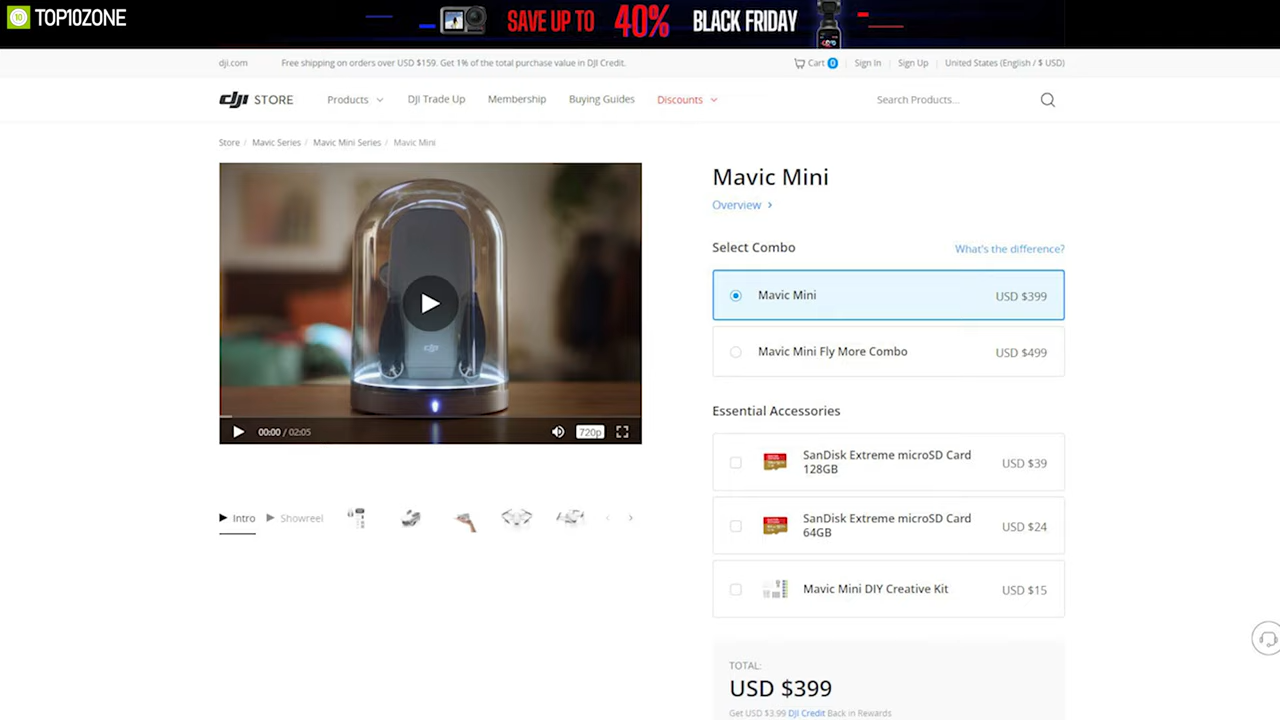 10 TOP10ZONE
SAVE UP TO 40% BLACK FRIDAY
dji.com
Free shipping on orders over USD $159. Get 1% of the total purchase value in DJI Credit.
Cart 0
Sign In
Sign Up
United States (English / $ USD)
dji STORE
Products
DJI Trade Up
Membership
Buying Guides
Discounts
Search Products...
Store / Mavic Series / Mavic Mini Series / Mavic Mini
Mavic Mini
Overview >
Select Combo
What's the difference?
Mavic Mini
USD $399
Mavic Mini Fly More Combo
USD $499
dji
00:00 / 02:05
720p
Intro
Showreel
Essential Accessories
SanDisk Extreme microSD Card
128GB
USD $39
SanDisk Extreme microSD Card
64GB
USD $24
Mavic Mini DIY Creative Kit
USD $15
TOTAL:
USD $399
Get USD $3.99 DJI Credit Back in Rewards